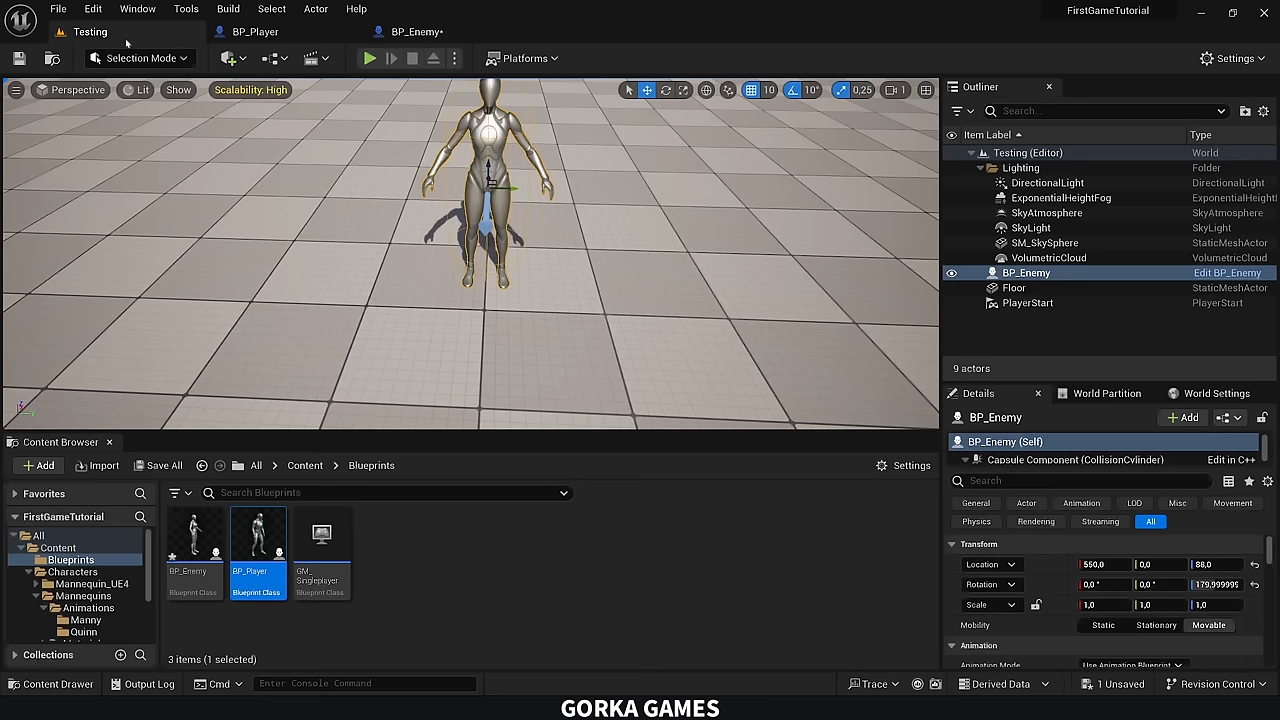 File Edit Window Tools Build Select Actor Help
FirstGameTutorial
Testing BP_Player BP_Enemy•
Selection Mode Platforms Settings
Perspective Lit Show Scalability: High 10 10° 0,25 1
Outliner
Search...
Item Label Type
Testing (Editor) World
Lighting Folder
DirectionalLight DirectionalLight
ExponentialHeightFog ExponentialHeighti
SkyAtmosphere SkyAtmosphere
SkyLight SkyLight
SM_SkySphere StaticMeshActor
VolumetricCloud VolumetricCloud
BP_Enemy Edit BP_Enemy
Floor StaticMeshActor
PlayerStart PlayerStart
9 actors
Details World Partition World Settings
BP_Enemy Add
BP_Enemy (Self)
Capsule Component (CollisionCylinder) Edit in C++
Search
General Actor Animation LOD Misc Movement
Physics Rendering Streaming All
Transform
Location 550,0 0,0 88,0
Rotation 0,0 ° 0,0 ° 179,999995
Scale 1,0 1,0 1,0
Mobility Static Stationary Movable
Animation
Animation Mode Use Animation Blueprint
Content Browser
Add Import Save All All Content Blueprints Settings
Favorites
FirstGameTutorial
All
Content
Blueprints
Characters
Mannequin_UE4
Mannequins
Animations
Manny
Quinn
Collections
Search Blueprints
BP_Enemy
Blueprint Class
BP_Player
Blueprint Class
GM_
Singleplayer
Blueprint Class
3 items (1 selected)
Content Drawer Output Log Cmd Enter Console Command Trace Derived Data 1 Unsaved Revision Control
GORKA GAMES